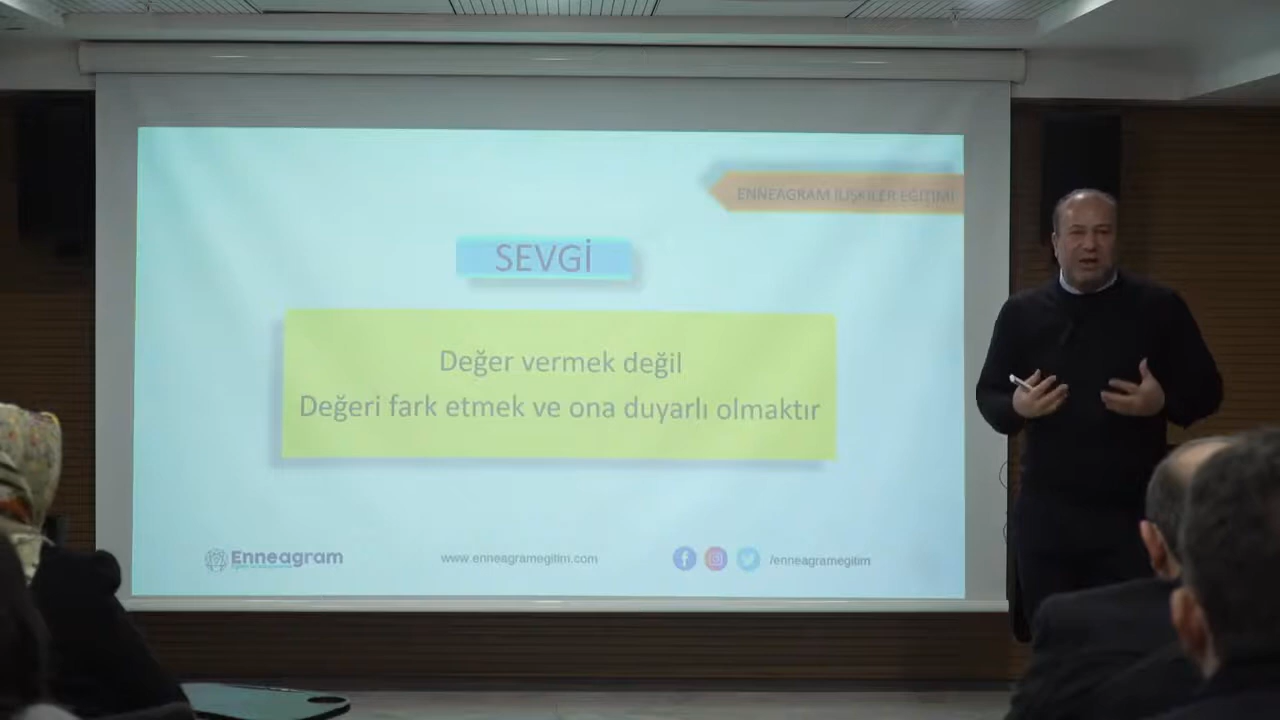 ENNEAGRAM İLİŞKİLER EĞİTİMİ
SEVGİ
Değer vermek değil
Değeri fark etmek ve ona duyarlı olmaktır
Enneagram
www.enneagramegitim.com
/enneagramegitim